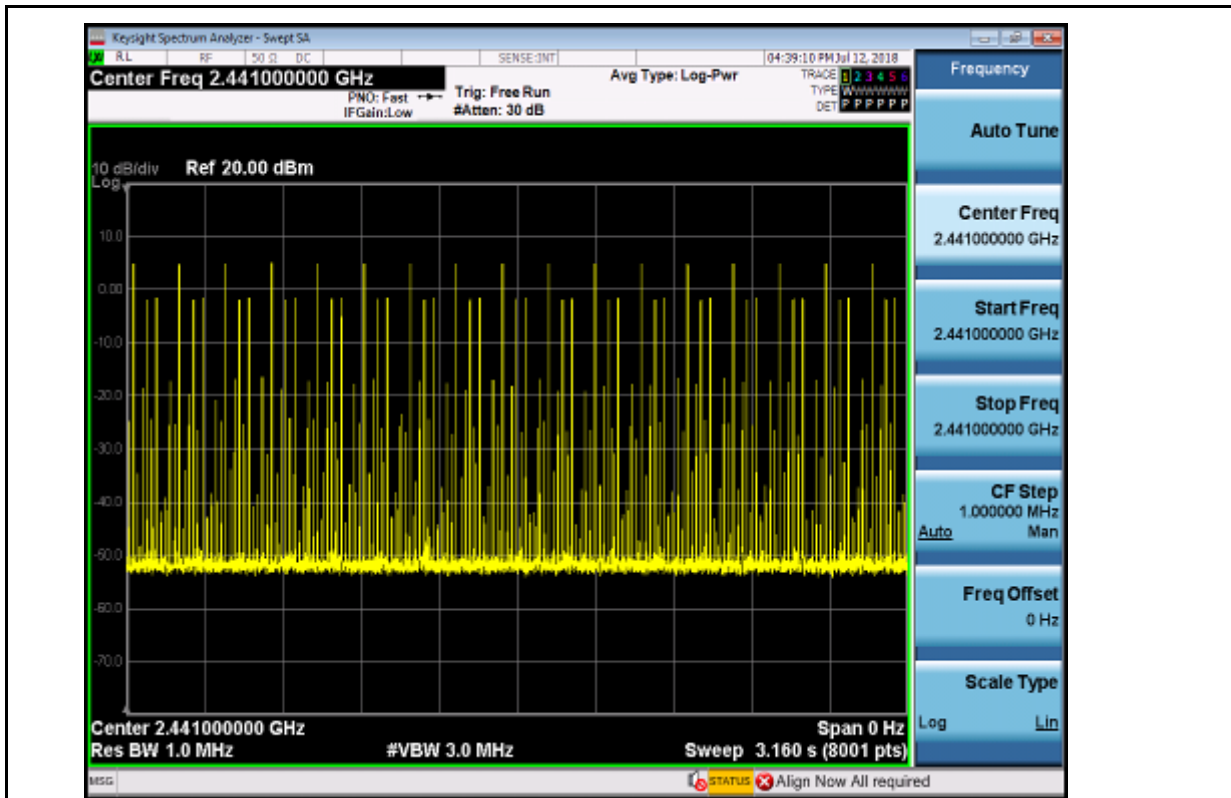 Keysight Spectrum Analyzer - Swept SA
RL RF 50 Ω DC SENSE:INT 04:39:10 PM Jul 12, 2018
Center Freq 2.441000000 GHz
Avg Type: Log-Pwr
TRACE 1 2 3 4 5 6
PNO: Fast
Trig: Free Run
TYPE WWWWWW
IFGain:Low
#Atten: 30 dB
DET P P P P P P
10 dB/div Ref 20.00 dBm
Log
10.0
0.00
-10.0
-20.0
-30.0
-40.0
-50.0
-60.0
-70.0
Center 2.441000000 GHz
Span 0 Hz
Res BW 1.0 MHz
#VBW 3.0 MHz
Sweep 3.160 s (8001 pts)
Frequency
Auto Tune
Center Freq
2.441000000 GHz
Start Freq
2.441000000 GHz
Stop Freq
2.441000000 GHz
CF Step
1.000000 MHz
Auto Man
Freq Offset
0 Hz
Scale Type
Log Lin
MSG
STATUS
Align Now All required